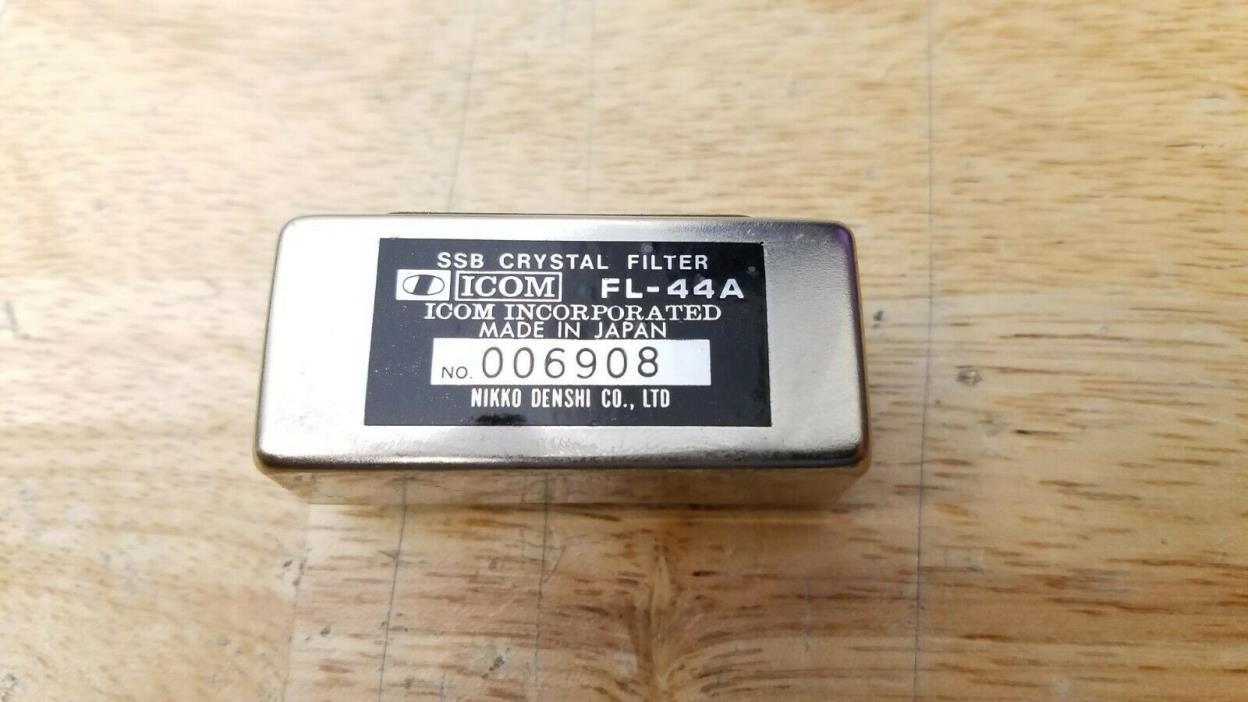 SSB CRYSTAL FILTER
ICOM FL-44A
ICOM INCORPORATED
MADE IN JAPAN
NO. 006908
NIKKO DENSHI CO., LTD